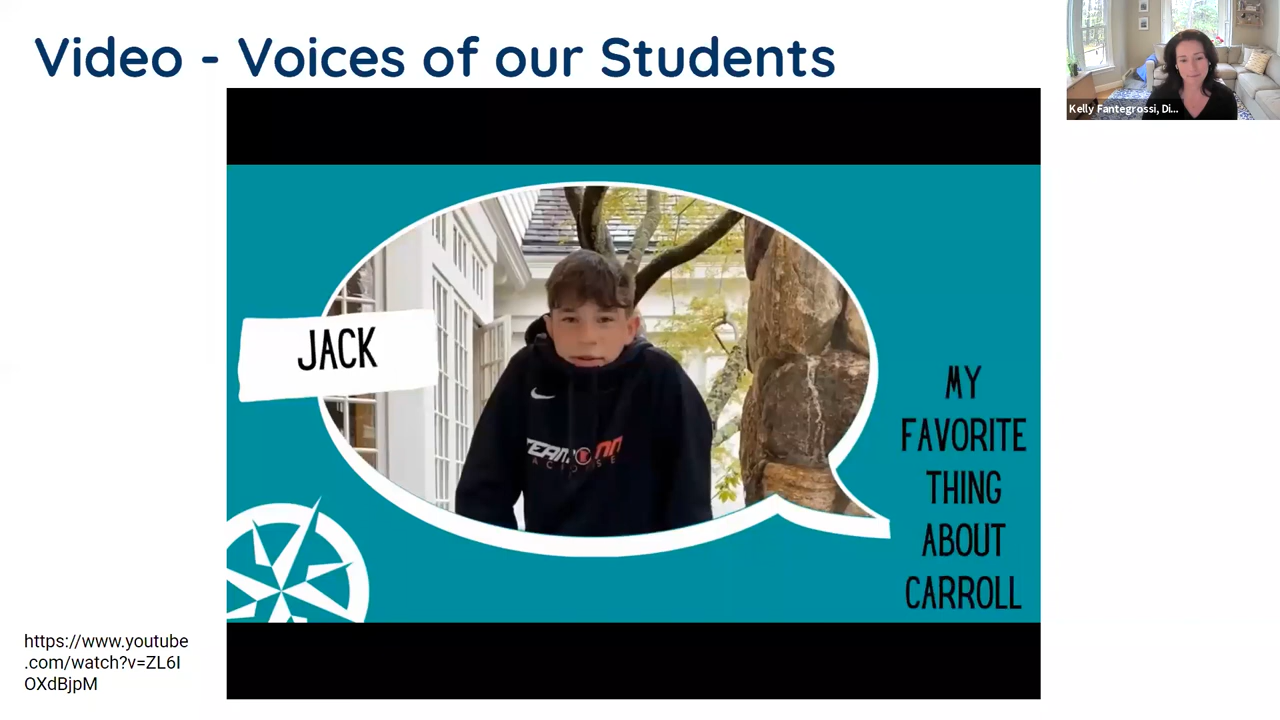 Video - Voices of our Students
Kelly Fantegrossi, Di...
JACK
MY
FAVORITE
THING
ABOUT
CARROLL
https://www.youtube
.com/watch?v=ZL6I
OXdBjpM